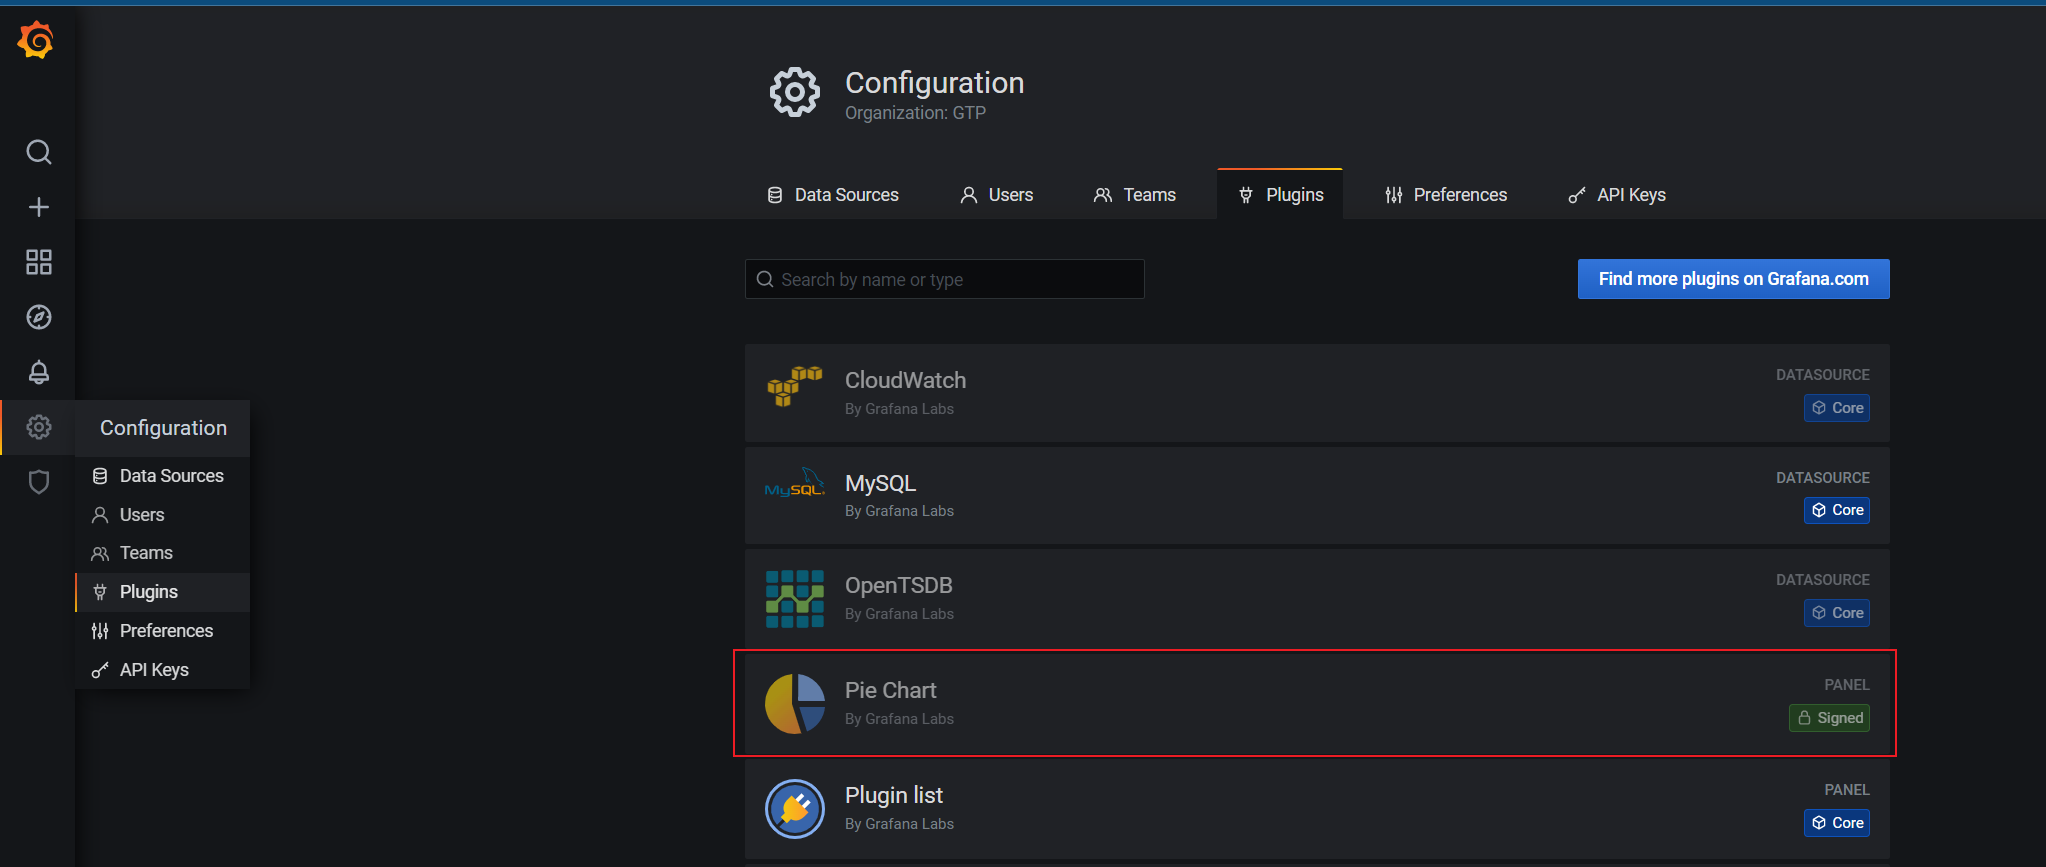 Configuration
Organization: GTP
Data Sources
Users
Teams
Plugins
Preferences
API Keys
Search by name or type
Find more plugins on Grafana.com
CloudWatch
By Grafana Labs
DATASOURCE
Core
Configuration
Data Sources
Users
Teams
Plugins
Preferences
API Keys
MySQL
MySQL
By Grafana Labs
DATASOURCE
Core
OpenTSDB
By Grafana Labs
DATASOURCE
Core
Pie Chart
By Grafana Labs
PANEL
Signed
Plugin list
By Grafana Labs
PANEL
Core